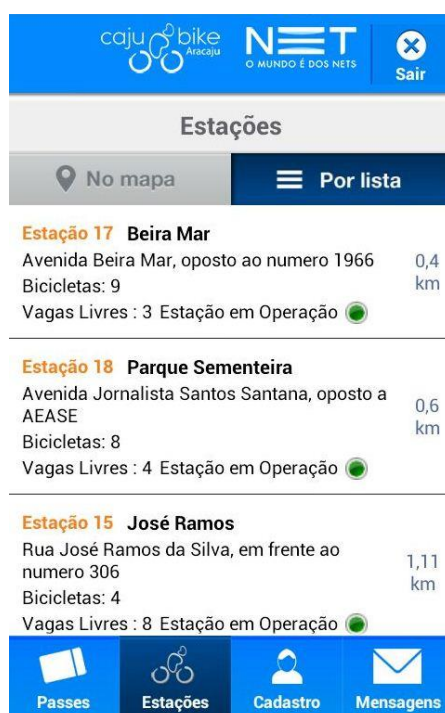 caju bike
Aracaju
NET
O MUNDO É DOS NETS
Sair
Estações
No mapa
Por lista
Estação 17 Beira Mar
Avenida Beira Mar, oposto ao numero 1966
0,4
km
Bicicletas: 9
Vagas Livres : 3 Estação em Operação
Estação 18 Parque Sementeira
Avenida Jornalista Santos Santana, oposto a
AEASE
0,6
km
Bicicletas: 8
Vagas Livres : 4 Estação em Operação
Estação 15 José Ramos
Rua José Ramos da Silva, em frente ao
numero 306
1,11
km
Bicicletas: 4
Vagas Livres : 8 Estação em Operação
Passes
Estações
Cadastro
Mensagens